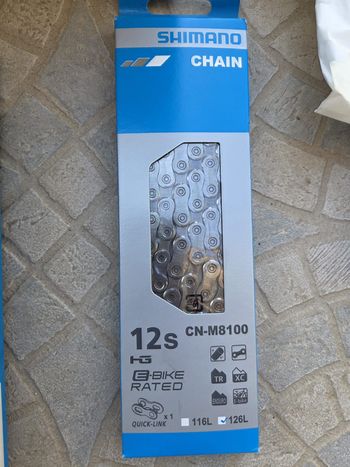 SHIMANO
CHAIN
12s
CN-M8100
HG
E-BIKE
RATED
TR
XC
x 1
QUICK-LINK
116L
126L